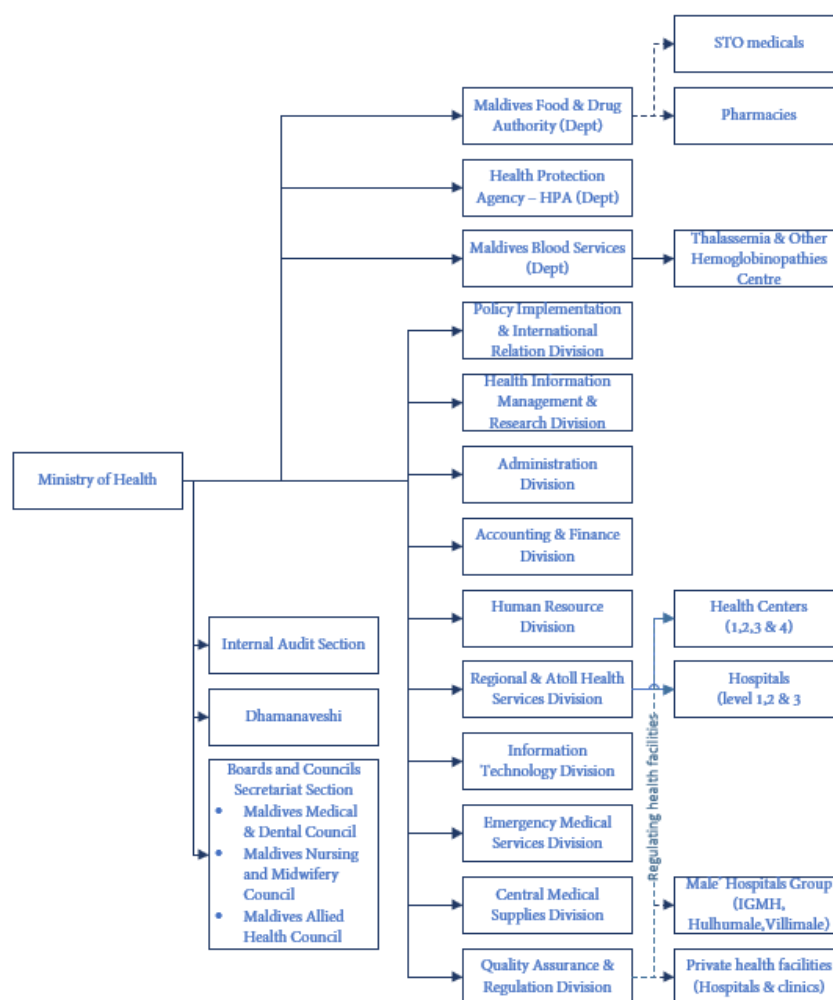 STO medicals
Maldives Food & Drug
Authority (Dept)
Pharmacies
Health Protection
Agency – HPA (Dept)
Maldives Blood Services
(Dept)
Thalassemia & Other
Hemoglobinopathies
Centre
Policy Implementation
& International
Relation Division
Health Information
Management &
Research Division
Ministry of Health
Administration
Division
Accounting & Finance
Division
Human Resource
Division
Health Centers
(1,2,3 & 4)
Internal Audit Section
Regional & Atoll Health
Services Division
Hospitals
(level 1,2 & 3
Dhamanaveshi
Information
Technology Division
Regulating health facilities
Boards and Councils
Secretariat Section
• Maldives Medical
& Dental Council
• Maldives Nursing
and Midwifery
Council
• Maldives Allied
Health Council
Emergency Medical
Services Division
Central Medical
Supplies Division
Male' Hospitals Group
(IGMH,
Hulhumale,Villimale)
Quality Assurance &
Regulation Division
Private health facilities
(Hospitals & clinics)